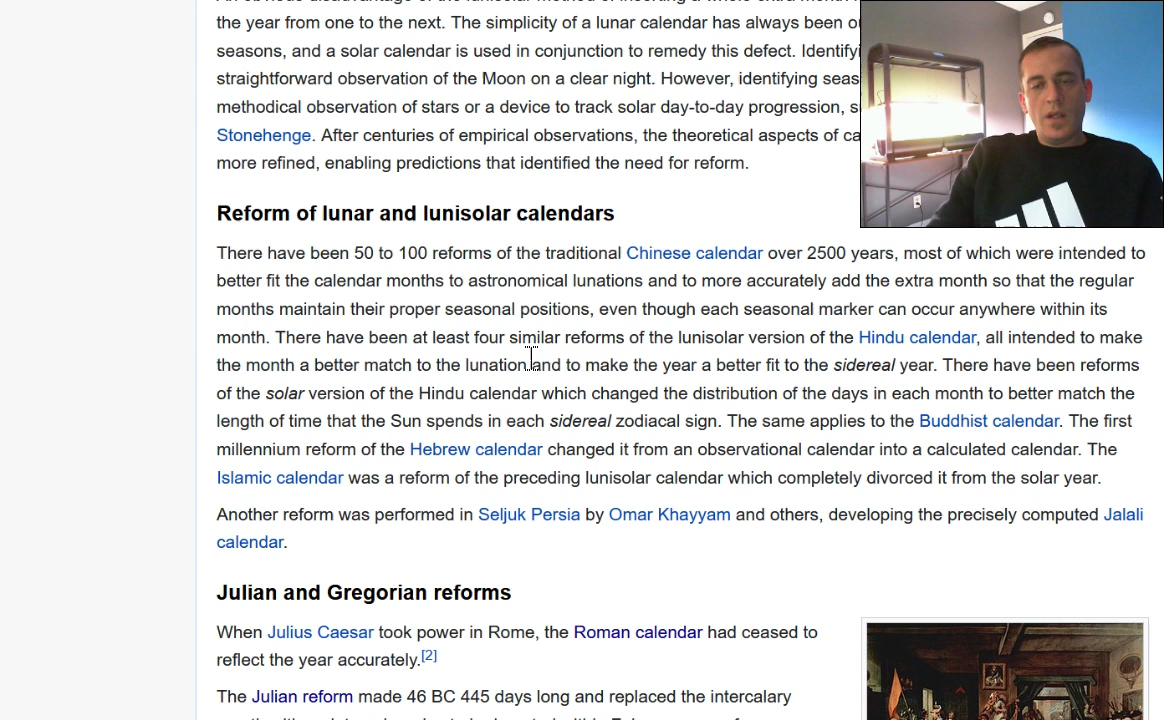 the year from one to the next. The simplicity of a lunar calendar has always been
seasons, and a solar calendar is used in conjunction to remedy this defect.
straightforward observation of the Moon on a clear night. However, identifying
methodical observation of stars or a device to track solar day-to-day progression,
Stonehenge. After centuries of empirical observations, the theoretical aspects of
more refined, enabling predictions that identified the need for reform.
Reform of lunar and lunisolar calendars
There have been 50 to 100 reforms of the traditional Chinese calendar over 2500 years, most of which were intended to
better fit the calendar months to astronomical lunations and to more accurately add the extra month so that the regular
months maintain their proper seasonal positions, even though each seasonal marker can occur anywhere within its
month. There have been at least four similar reforms of the lunisolar version of the Hindu calendar, all intended to make
the month a better match to the lunation and to make the year a better fit to the sidereal year. There have been reforms
of the solar version of the Hindu calendar which changed the distribution of the days in each month to better match the
length of time that the Sun spends in each sidereal zodiacal sign. The same applies to the Buddhist calendar. The first
millennium reform of the Hebrew calendar changed it from an observational calendar into a calculated calendar. The
Islamic calendar was a reform of the preceding lunisolar calendar which completely divorced it from the solar year.
Another reform was performed in Seljuk Persia by Omar Khayyam and others, developing the precisely computed Jalali
calendar.
Julian and Gregorian reforms
When Julius Caesar took power in Rome, the Roman calendar had ceased to
reflect the year accurately.[2]
The Julian reform made 46 BC 445 days long and replaced the intercalary